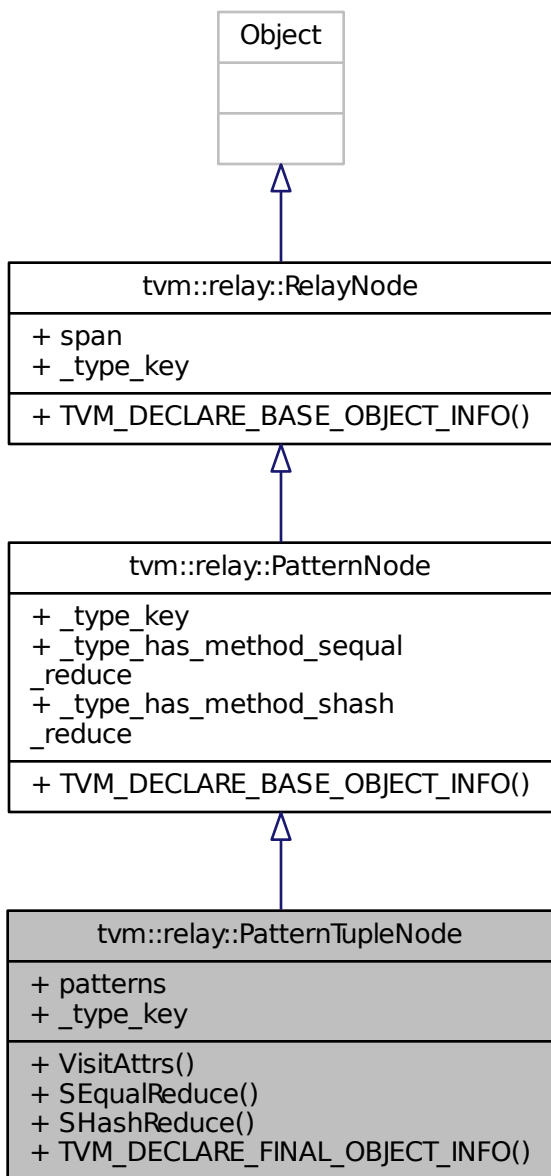 Object
tvm::relay::RelayNode
+ span
+ _type_key
+ TVM_DECLARE_BASE_OBJECT_INFO()
tvm::relay::PatternNode
+ _type_key
+ _type_has_method_sequal
_reduce
+ _type_has_method_shash
_reduce
+ TVM_DECLARE_BASE_OBJECT_INFO()
tvm::relay::PatternTupleNode
+ patterns
+ _type_key
+ VisitAttrs()
+ SEqualReduce()
+ SHashReduce()
+ TVM_DECLARE_FINAL_OBJECT_INFO()